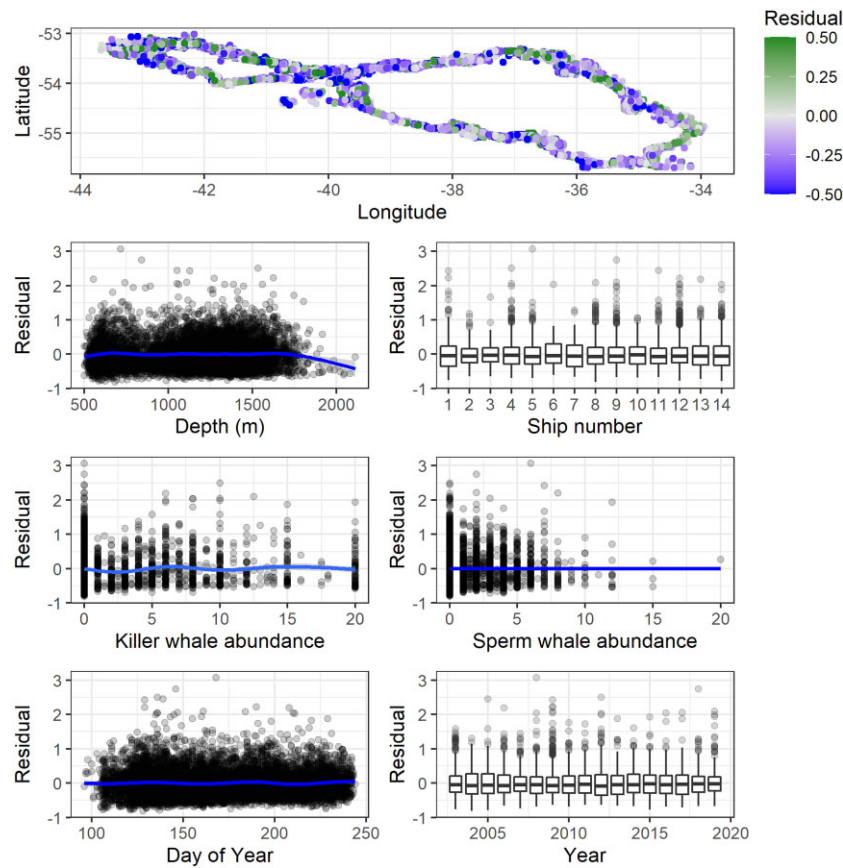 Residual
0.50
0.25
0.00
-0.25
-0.50
Latitude
-53
-54
-55
-44 -42 -40 -38 -36 -34
Longitude
Residual
3
2
1
0
-1
500 1000 1500 2000
Depth (m)
Residual
3
2
1
0
-1
1 2 3 4 5 6 7 8 9 10 11 12 13 14
Ship number
Residual
3
2
1
0
-1
0 5 10 15 20
Killer whale abundance
Residual
3
2
1
0
-1
0 5 10 15 20
Sperm whale abundance
Residual
3
2
1
0
-1
100 150 200 250
Day of Year
Residual
3
2
1
0
-1
2005 2010 2015 2020
Year